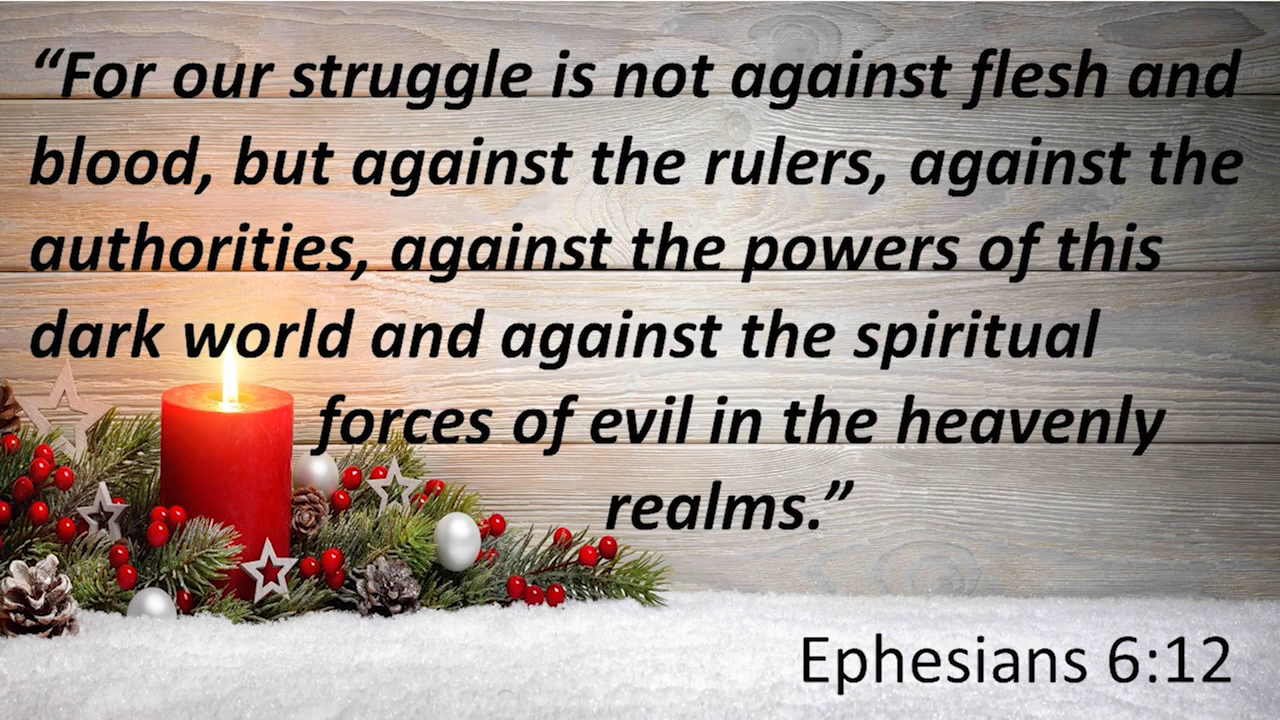 “For our struggle is not against flesh and
blood, but against the rulers, against the
authorities, against the powers of this
dark world and against the spiritual
forces of evil in the heavenly
realms.”
Ephesians 6:12